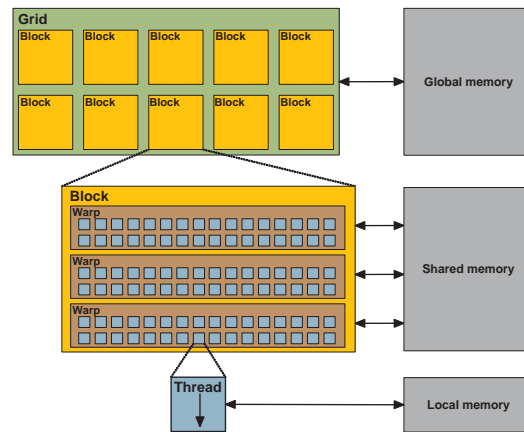 Grid
Block Block Block Block Block
Global memory
Block Block Block Block Block
Block
Warp
Warp
Shared memory
Warp
Thread
Local memory